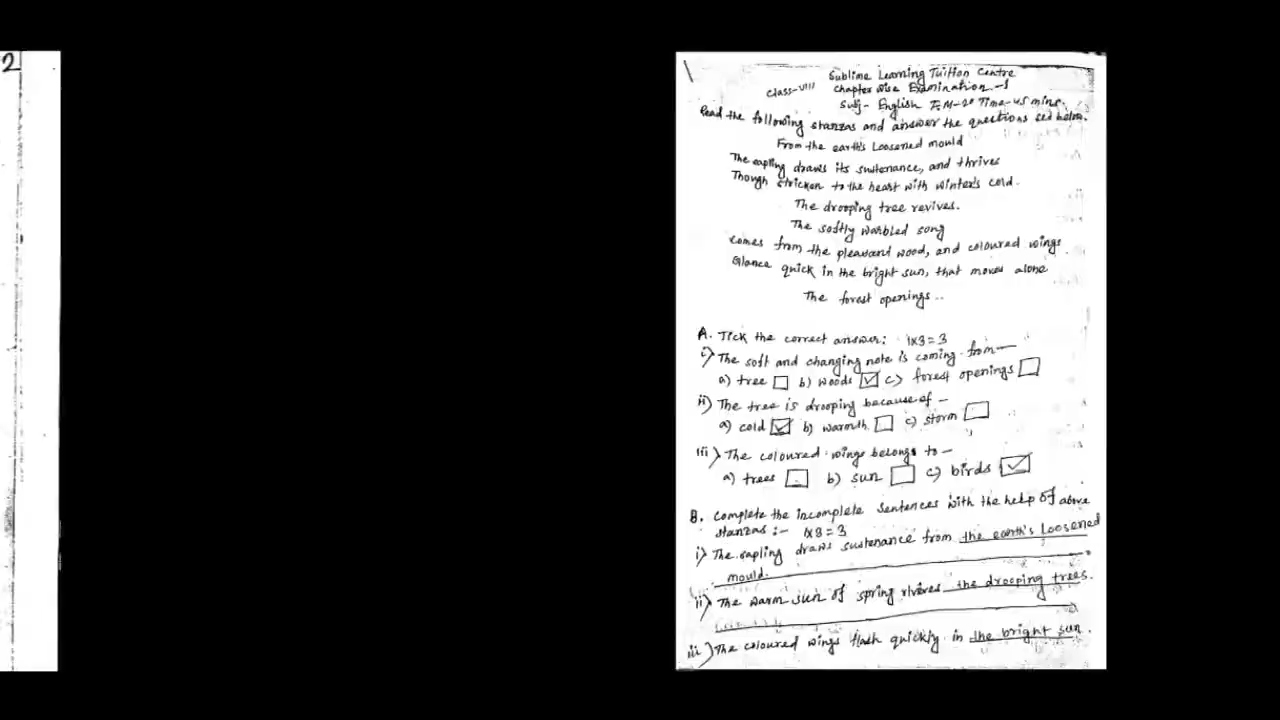 2
Sublime Learning Tuition Centre
Class-VIII Chapter wise Examination-1
Subj- English F.M-20 Time-45 mins.
Read the following stanzas and answer the questions set below.
From the earth's Loosened mould
The sapling draws its sustenance, and thrives
Though stricken to the heart with winter's cold.
The drooping tree revives.
The softly warbled song
Comes from the pleasant wood, and coloured wings
Glance quick in the bright sun, that moves alone
The forest openings..
A. Tick the correct answer: 1x3=3
i) The soft and changing note is coming from—
a) tree b) woods ✓ c) forest openings
ii) The tree is drooping because of -
a) cold ✓ b) warmth c) storm
iii) The coloured wings belongs to -
a) trees b) sun c) birds ✓
B. Complete the incomplete sentences with the help of above
stanzas :- 1x3=3
i) The sapling draws sustenance from the earth's Loosened
mould.
ii) The warm sun of spring rivives the drooping trees.
iii) The coloured wings flash quickly in the bright sun.